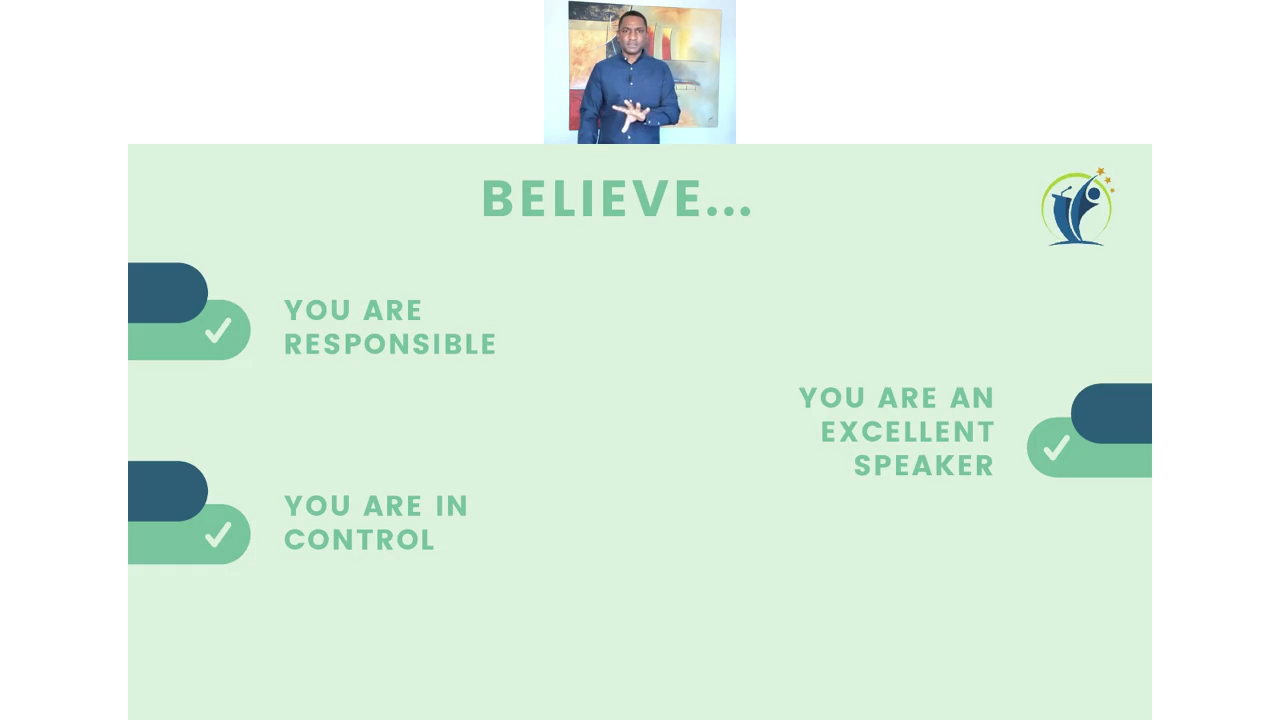 BELIEVE...
YOU ARE
RESPONSIBLE
YOU ARE AN
EXCELLENT
SPEAKER
YOU ARE IN
CONTROL